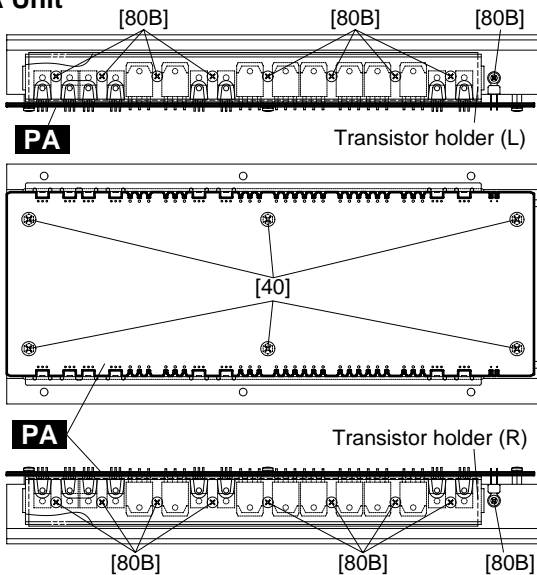 Unit
[80B] [80B] [80B]
PA
Transistor holder (L)
[40]
PA
Transistor holder (R)
[80B] [80B] [80B]